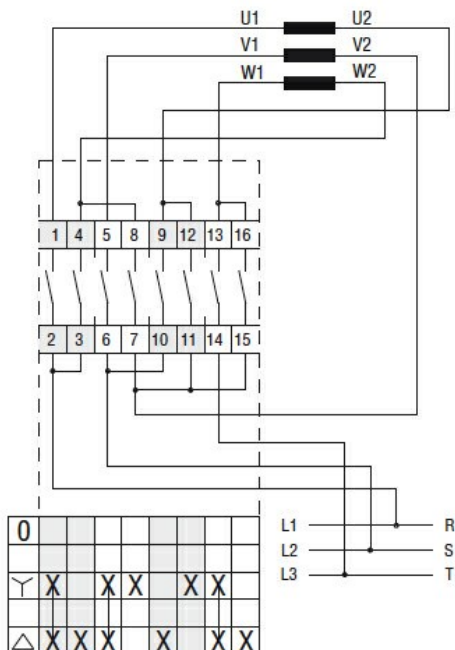 U1 U2
V1 V2
W1 W2
1 4 5 8 9 12 13 16
2 3 6 7 10 11 14 15
L1 R
L2 S
L3 T
0
Y X X X X X
△ X X X X X X